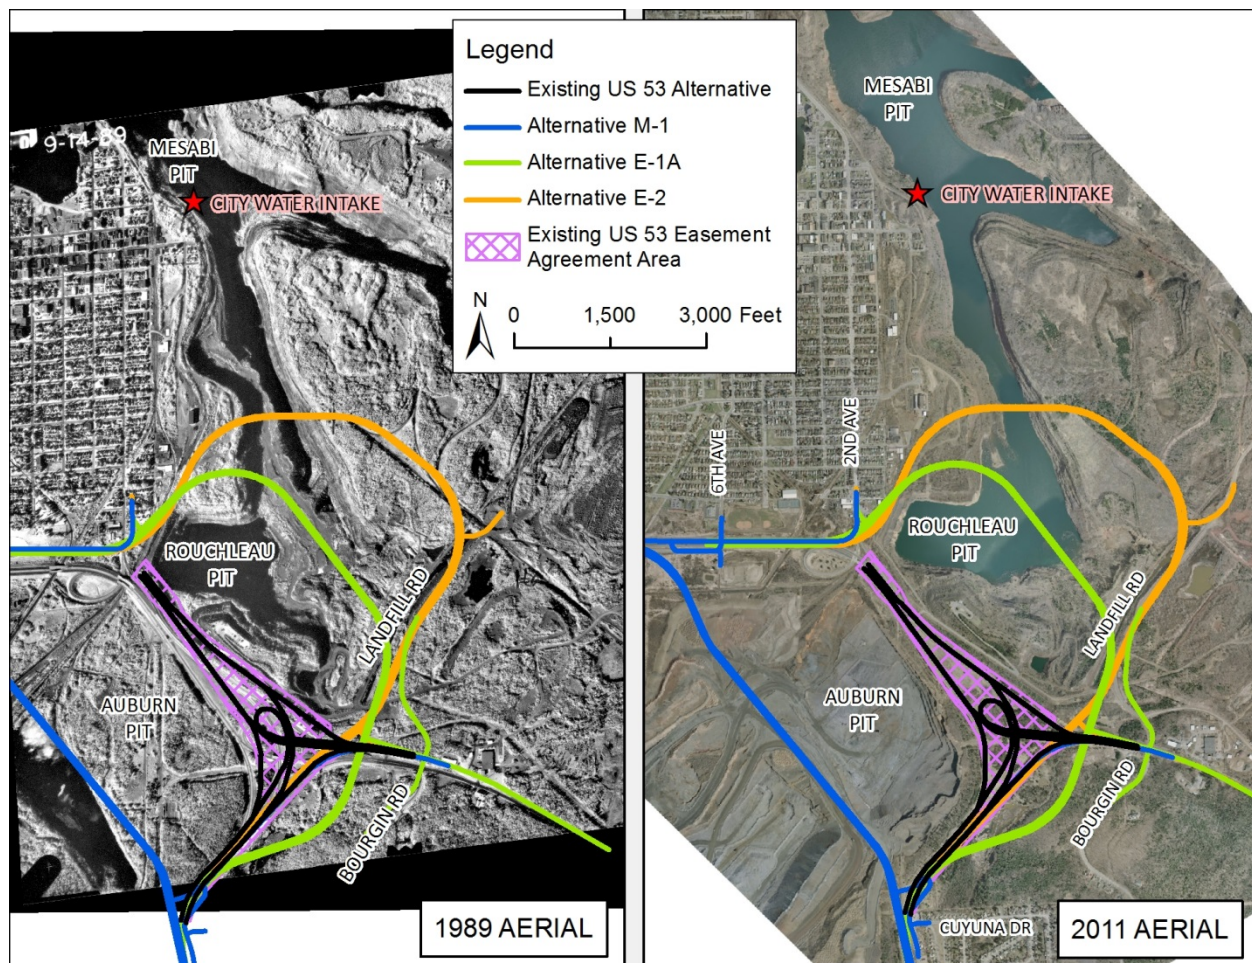 Legend
Existing US 53 Alternative
Alternative M-1
Alternative E-1A
Alternative E-2
Existing US 53 Easement
Agreement Area
N
0 1,500 3,000 Feet
9-14-89
MESABI
PIT
CITY WATER INTAKE
ROUCHLEAU
PIT
LANDFILL RD
AUBURN
PIT
BOURGIN RD
1989 AERIAL
MESABI
PIT
CITY WATER INTAKE
6TH AVE
2ND AVE
ROUCHLEAU
PIT
LANDFILL RD
AUBURN
PIT
BOURGIN RD
CUYUNA DR
2011 AERIAL